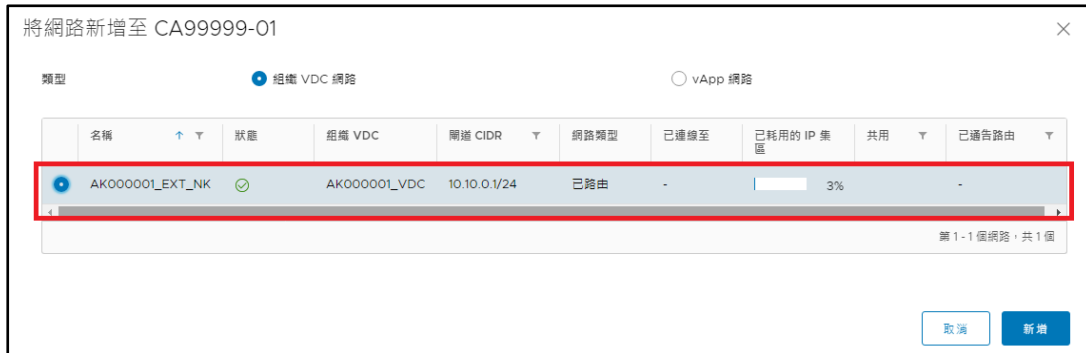 將網路新增至 CA99999-01
類型 組織 VDC 網路 vApp 網路
名稱 狀態 組織 VDC 閘道 CIDR 網路類型 已連線至 已耗用的 IP 集區 共用 已通告路由
AK000001_EXT_NK AK000001_VDC 10.10.0.1/24 已路由 - 3% -
第 1 - 1 個網路，共 1 個
取消 新增